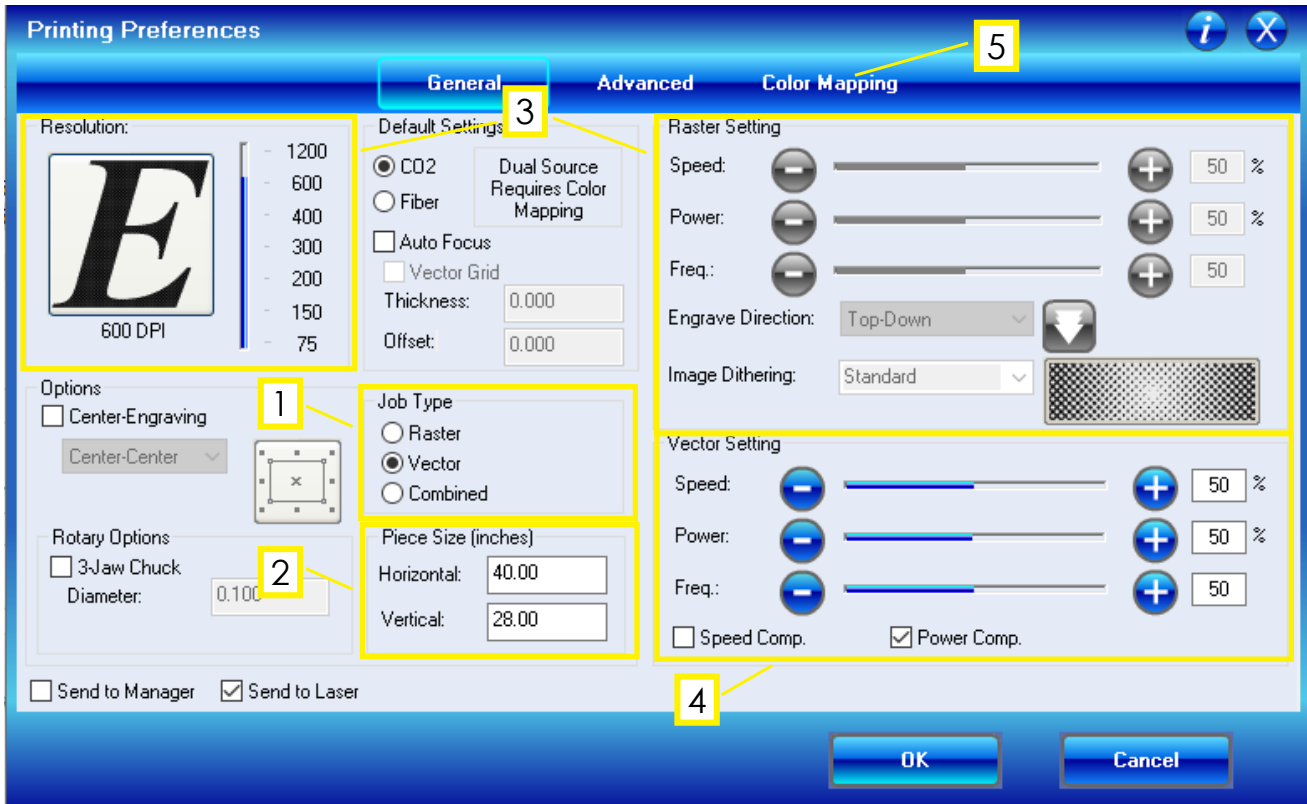 Printing Preferences
i X
5
General Advanced Color Mapping
3
Resolution:
E
600 DPI
1200
600
400
300
200
150
75
Default Settings
CO2
Fiber
Dual Source
Requires Color
Mapping
Auto Focus
Vector Grid
Thickness: 0.000
Offset: 0.000
Raster Setting
Speed: 50 %
Power: 50 %
Freq.: 50
Engrave Direction: Top-Down
Image Dithering: Standard
Options
Center-Engraving
Center-Center
1
Job Type
Raster
Vector
Combined
Rotary Options
3-Jaw Chuck
Diameter: 0.100
2
Piece Size (inches)
Horizontal: 40.00
Vertical: 28.00
Vector Setting
Speed: 50 %
Power: 50 %
Freq.: 50
Speed Comp. Power Comp.
4
Send to Manager Send to Laser
OK Cancel